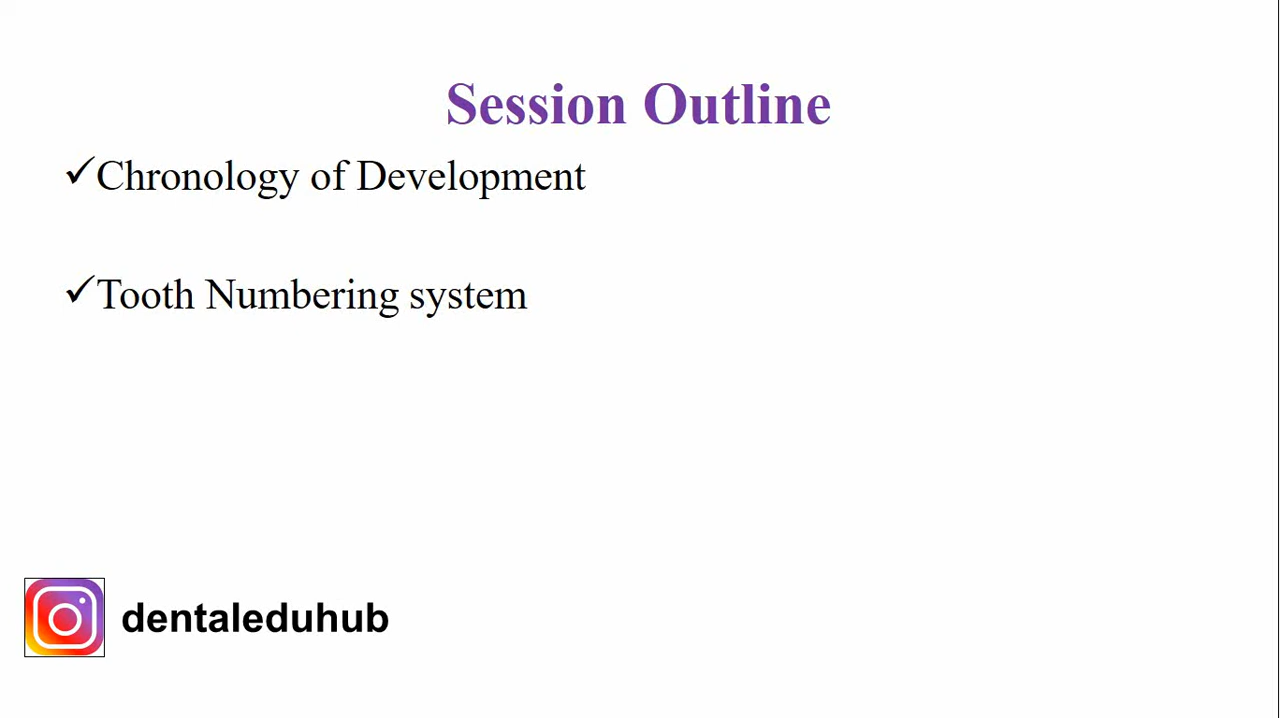 Session Outline
✓Chronology of Development
✓Tooth Numbering system
dentaleduhub